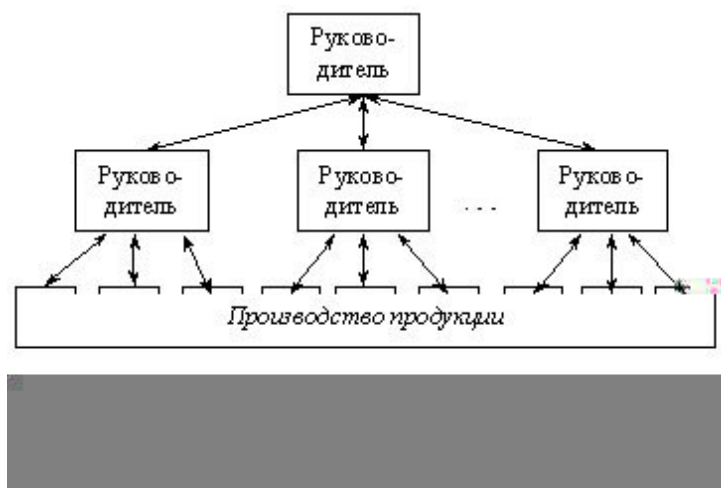 Руково-
дитель
Руково-
дитель
Руково-
дитель
. . .
Руково-
дитель
Производство продукции